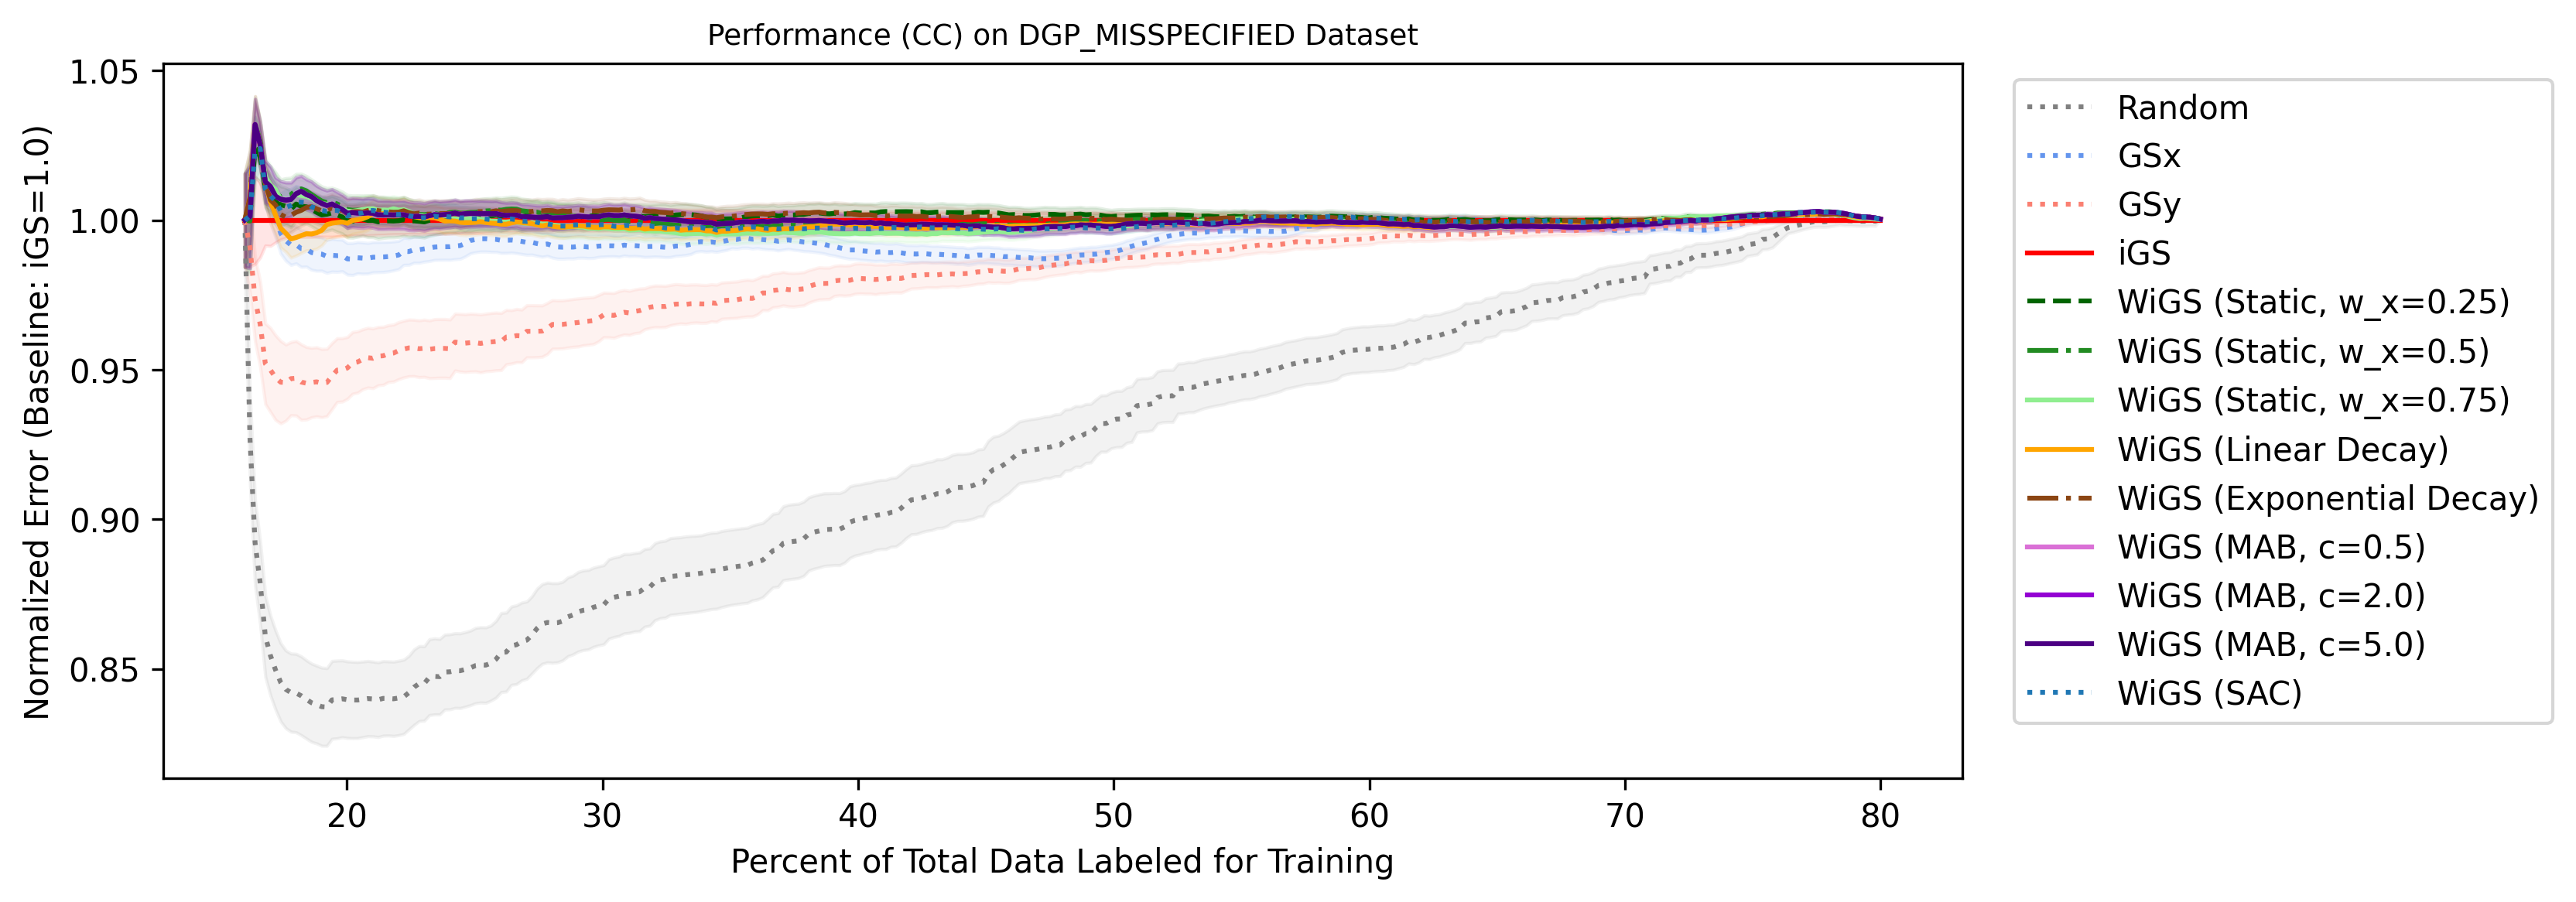 Performance (CC) on DGP_MISSPECIFIED Dataset
Normalized Error (Baseline: iGS=1.0)
1.05
1.00
0.95
0.90
0.85
20 30 40 50 60 70 80
Percent of Total Data Labeled for Training
Random
GSx
GSy
iGS
WiGS (Static, w_x=0.25)
WiGS (Static, w_x=0.5)
WiGS (Static, w_x=0.75)
WiGS (Linear Decay)
WiGS (Exponential Decay)
WiGS (MAB, c=0.5)
WiGS (MAB, c=2.0)
WiGS (MAB, c=5.0)
WiGS (SAC)